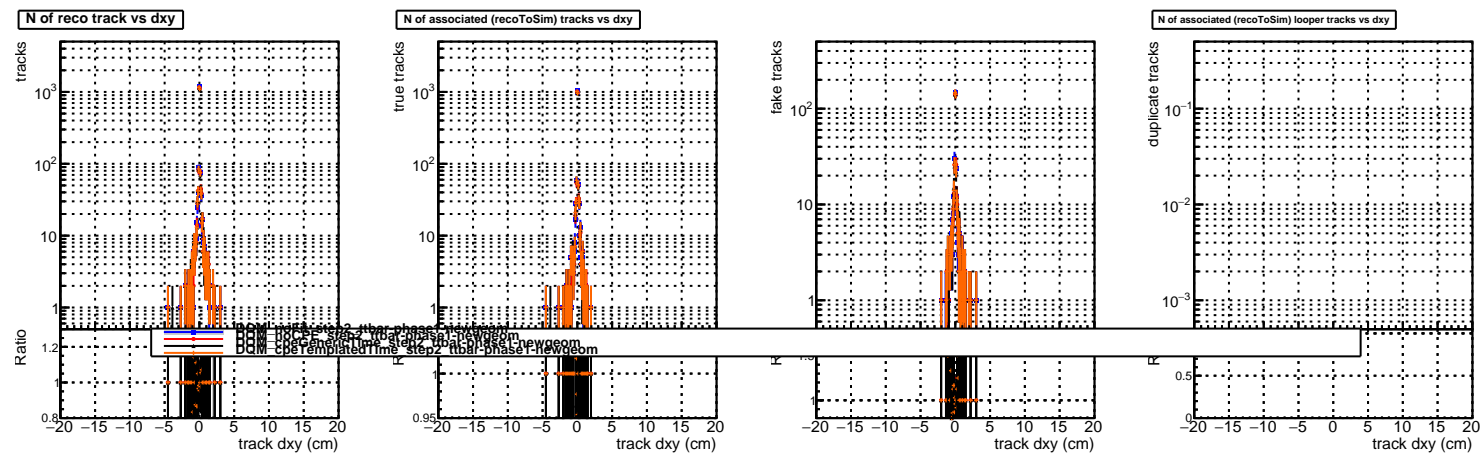 N of reco track vs dxy
tracks
10³
10²
10
1
Ratio
1.2
1
0.8
−20 −15 −10 −5 0 5 10 15 20
track dxy (cm)
N of associated (recoToSim) tracks vs dxy
true tracks
10³
10²
10
1
1
0.95
−20 −15 −10 −5 0 5 10 15 20
track dxy (cm)
fake tracks
10²
10
1
1
−20 −15 −10 −5 0 5 10 15 20
track dxy (cm)
N of associated (recoToSim) looper tracks vs dxy
duplicate tracks
10⁻¹
10⁻²
10⁻³
0.5
0
−20 −15 −10 −5 0 5 10 15 20
track dxy (cm)
DQM_cpeGenericTime_step2_ttbar-phase1-newgeom
DQM_cpeTemplatedTime_step2_ttbar-phase1-newgeom